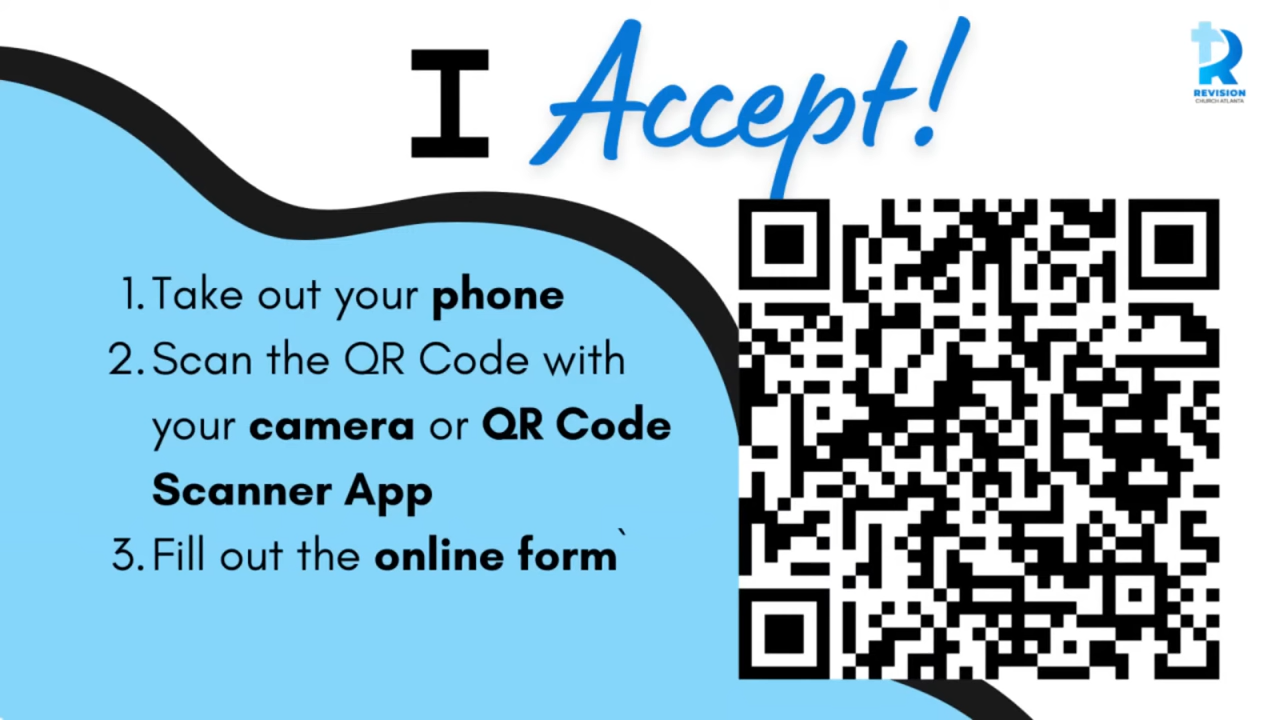 I Accept!
REVISION
CHURCH ATLANTA
1. Take out your phone
2. Scan the QR Code with
your camera or QR Code
Scanner App
3. Fill out the online form`